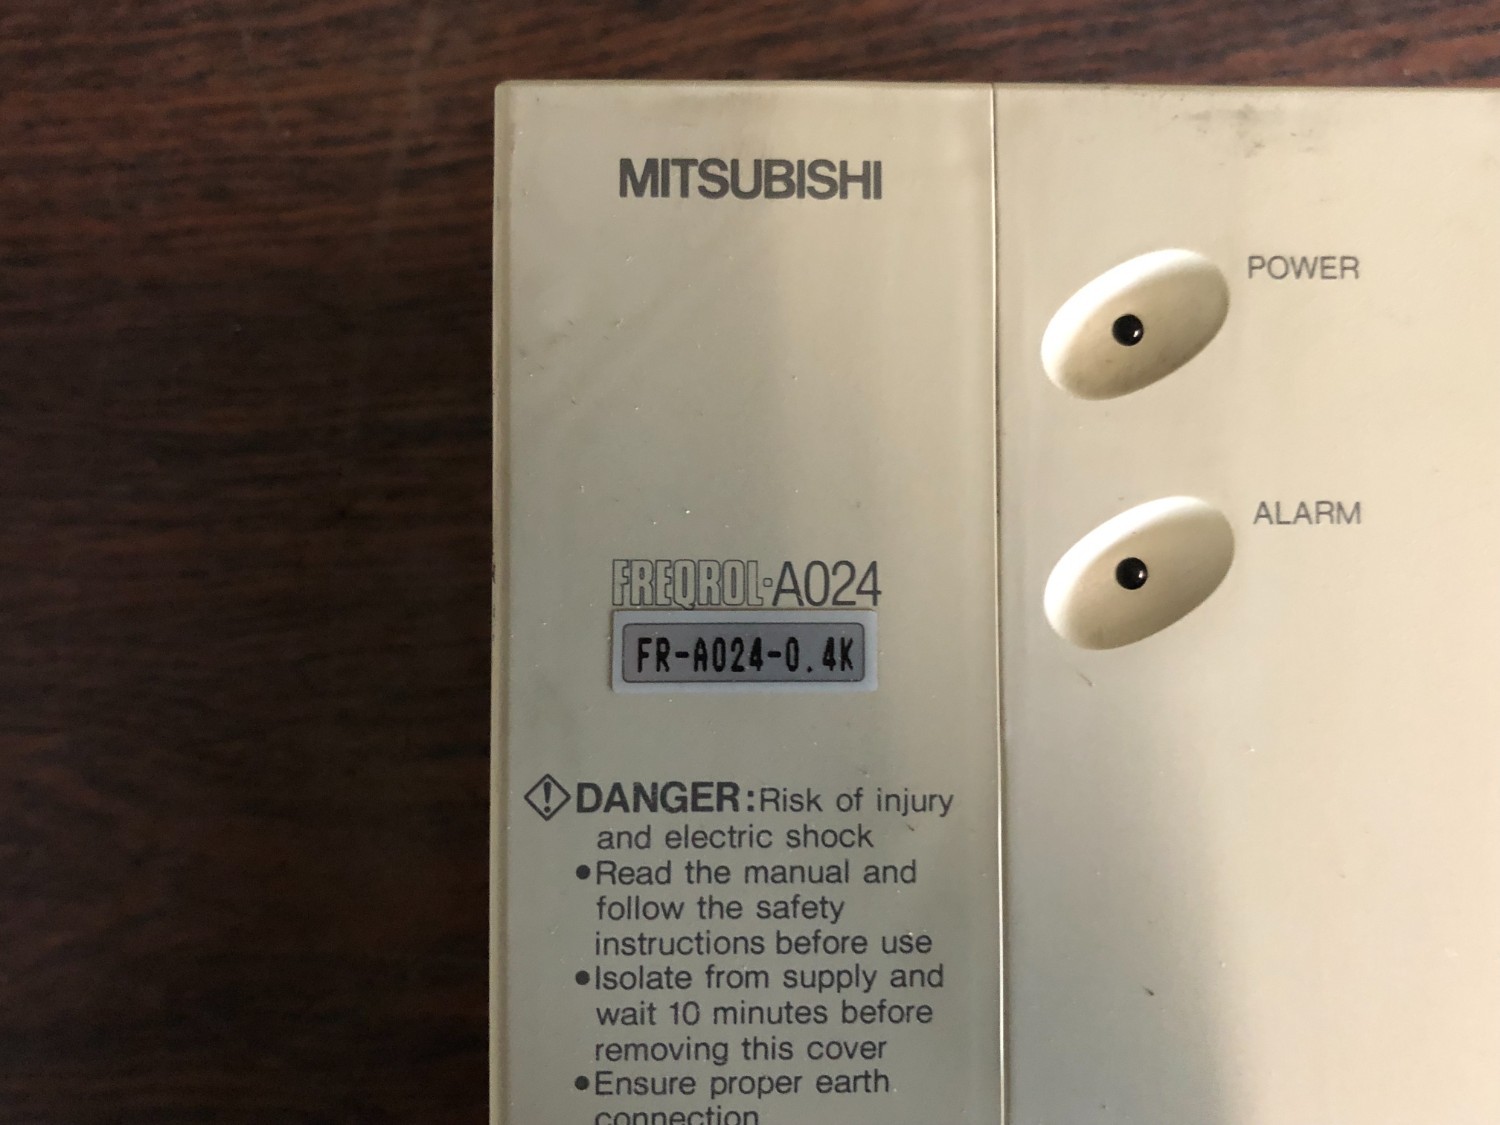 MITSUBISHI
POWER
ALARM
FREQROL-A024
FR-A024-0.4K
DANGER:Risk of injury
and electric shock
•Read the manual and
follow the safety
instructions before use
•Isolate from supply and
wait 10 minutes before
removing this cover
•Ensure proper earth
connection